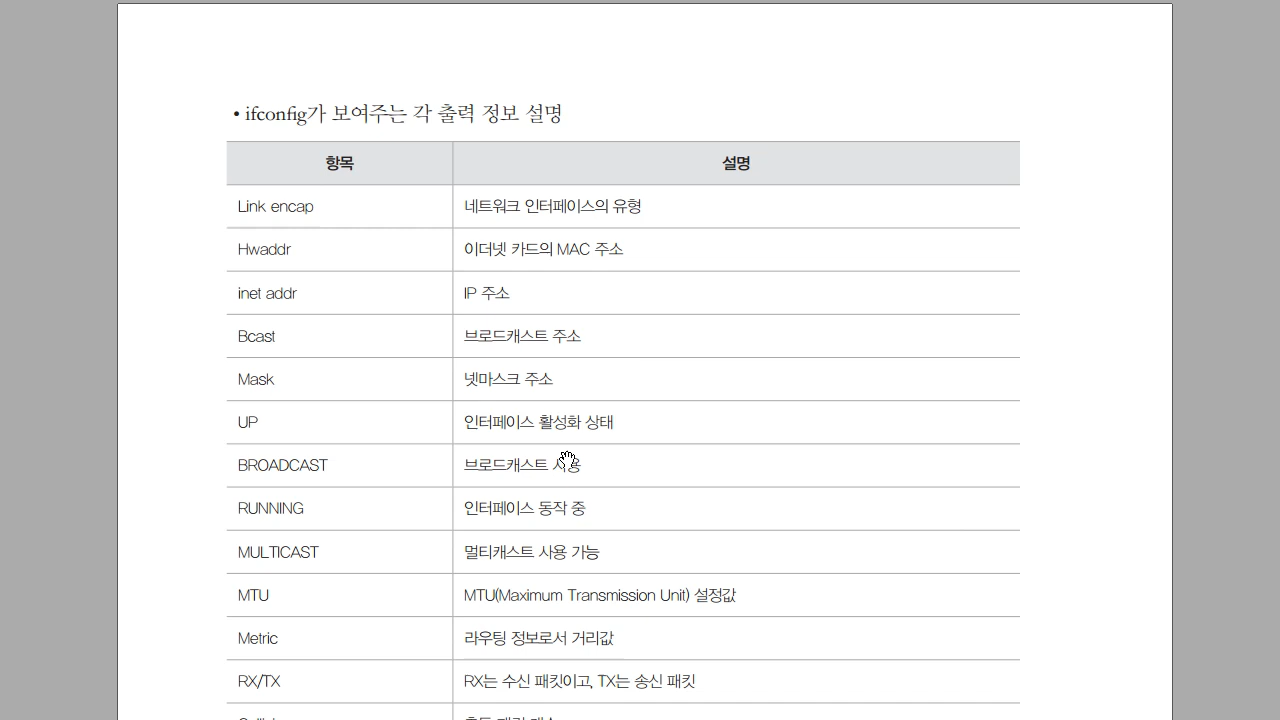 • ifconfig가 보여주는 각 출력 정보 설명
항목 설명
Link encap 네트워크 인터페이스의 유형
Hwaddr 이더넷 카드의 MAC 주소
inet addr IP 주소
Bcast 브로드캐스트 주소
Mask 넷마스크 주소
UP 인터페이스 활성화 상태
BROADCAST 브로드캐스트 사용
RUNNING 인터페이스 동작 중
MULTICAST 멀티캐스트 사용 가능
MTU MTU(Maximum Transmission Unit) 설정값
Metric 라우팅 정보로서 거리값
RX/TX RX는 수신 패킷이고, TX는 송신 패킷